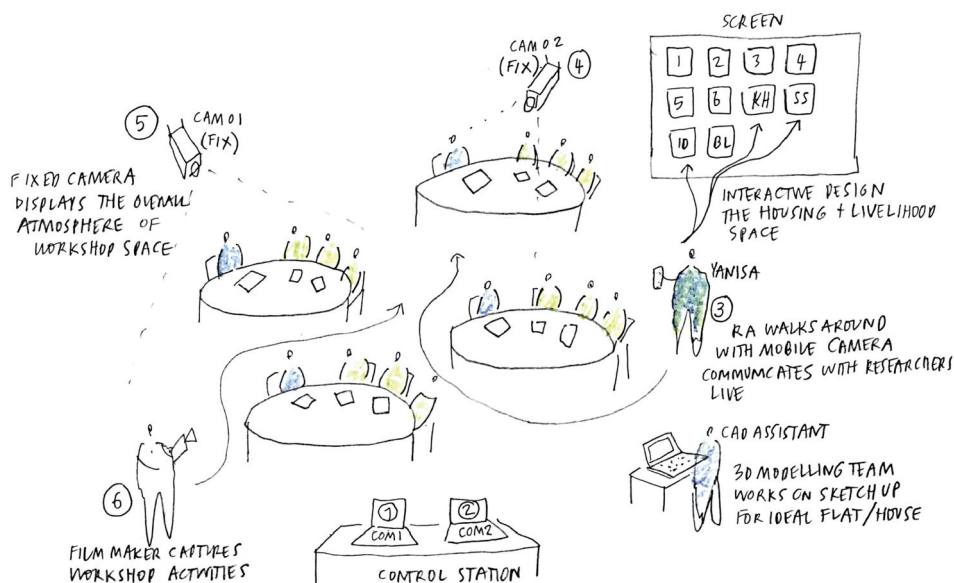 SCREEN
1 2 3 4
5 6 KH SS
10 BL
INTERACTIVE DESIGN
THE HOUSING + LIVELIHOOD
SPACE
CAM 02
(FIX)
4
5
CAM 01
(FIX)
FIXED CAMERA
DISPLAYS THE OVERALL
ATMOSPHERE OF
WORKSHOP SPACE
YANISA
3
RA WALKS AROUND
WITH MOBILE CAMERA
COMMUNCATES WITH RESEARCHERS
LIVE
CAD ASSISTANT
3D MODELLING TEAM
WORKS ON SKETCH UP
FOR IDEAL FLAT/HOUSE
6
FILM MAKER CAPTURES
WORKSHOP ACTIVITIES
1 2
COM1 COM2
CONTROL STATION